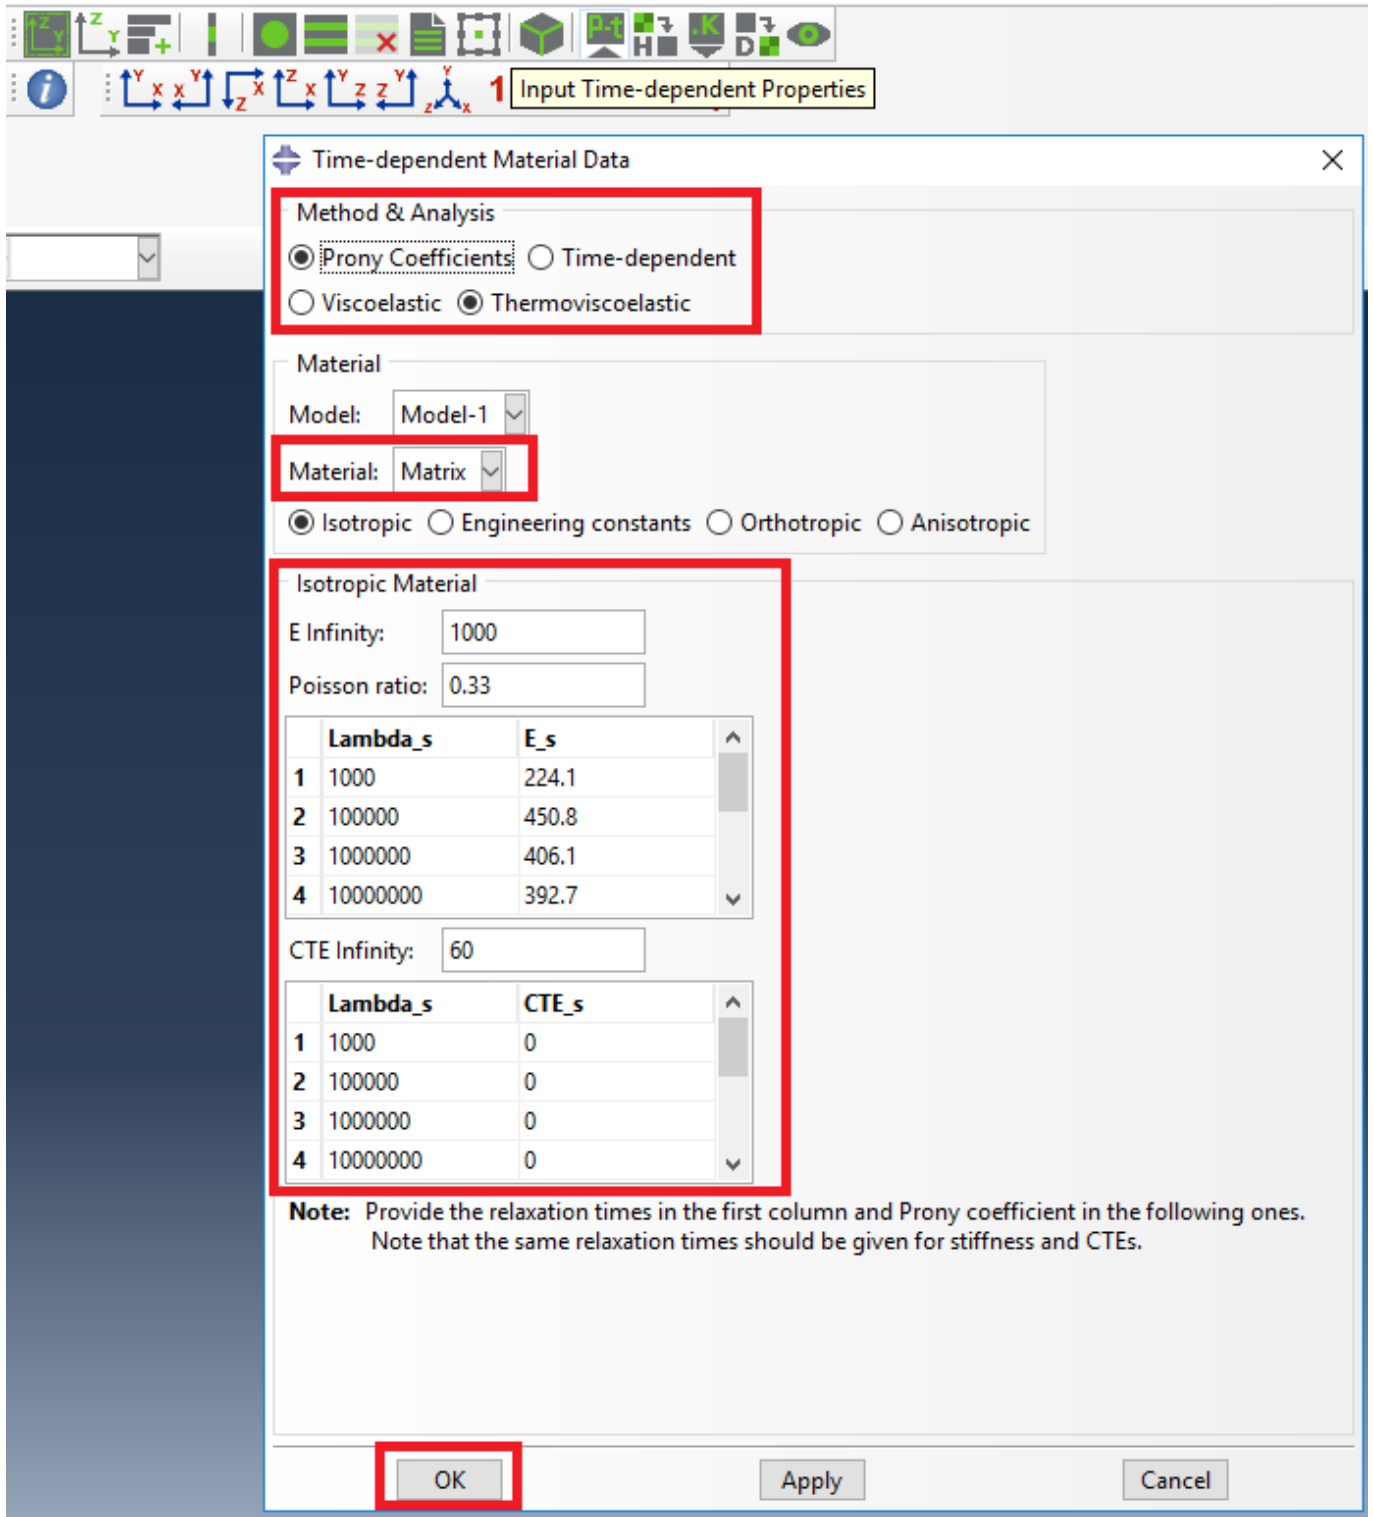 Z Y Z Y P-t H .K D
i Y X X Y Z X Z X Y Z Z Y Y Z X 1 Input Time-dependent Properties
Time-dependent Material Data
Method & Analysis
Prony Coefficients Time-dependent
Viscoelastic Thermoviscoelastic
Material
Model: Model-1
Material: Matrix
Isotropic Engineering constants Orthotropic Anisotropic
Isotropic Material
E Infinity: 1000
Poisson ratio: 0.33
Lambda_s E_s
1 1000 224.1
2 100000 450.8
3 1000000 406.1
4 10000000 392.7
CTE Infinity: 60
Lambda_s CTE_s
1 1000 0
2 100000 0
3 1000000 0
4 10000000 0
Note: Provide the relaxation times in the first column and Prony coefficient in the following ones.
Note that the same relaxation times should be given for stiffness and CTEs.
OK Apply Cancel